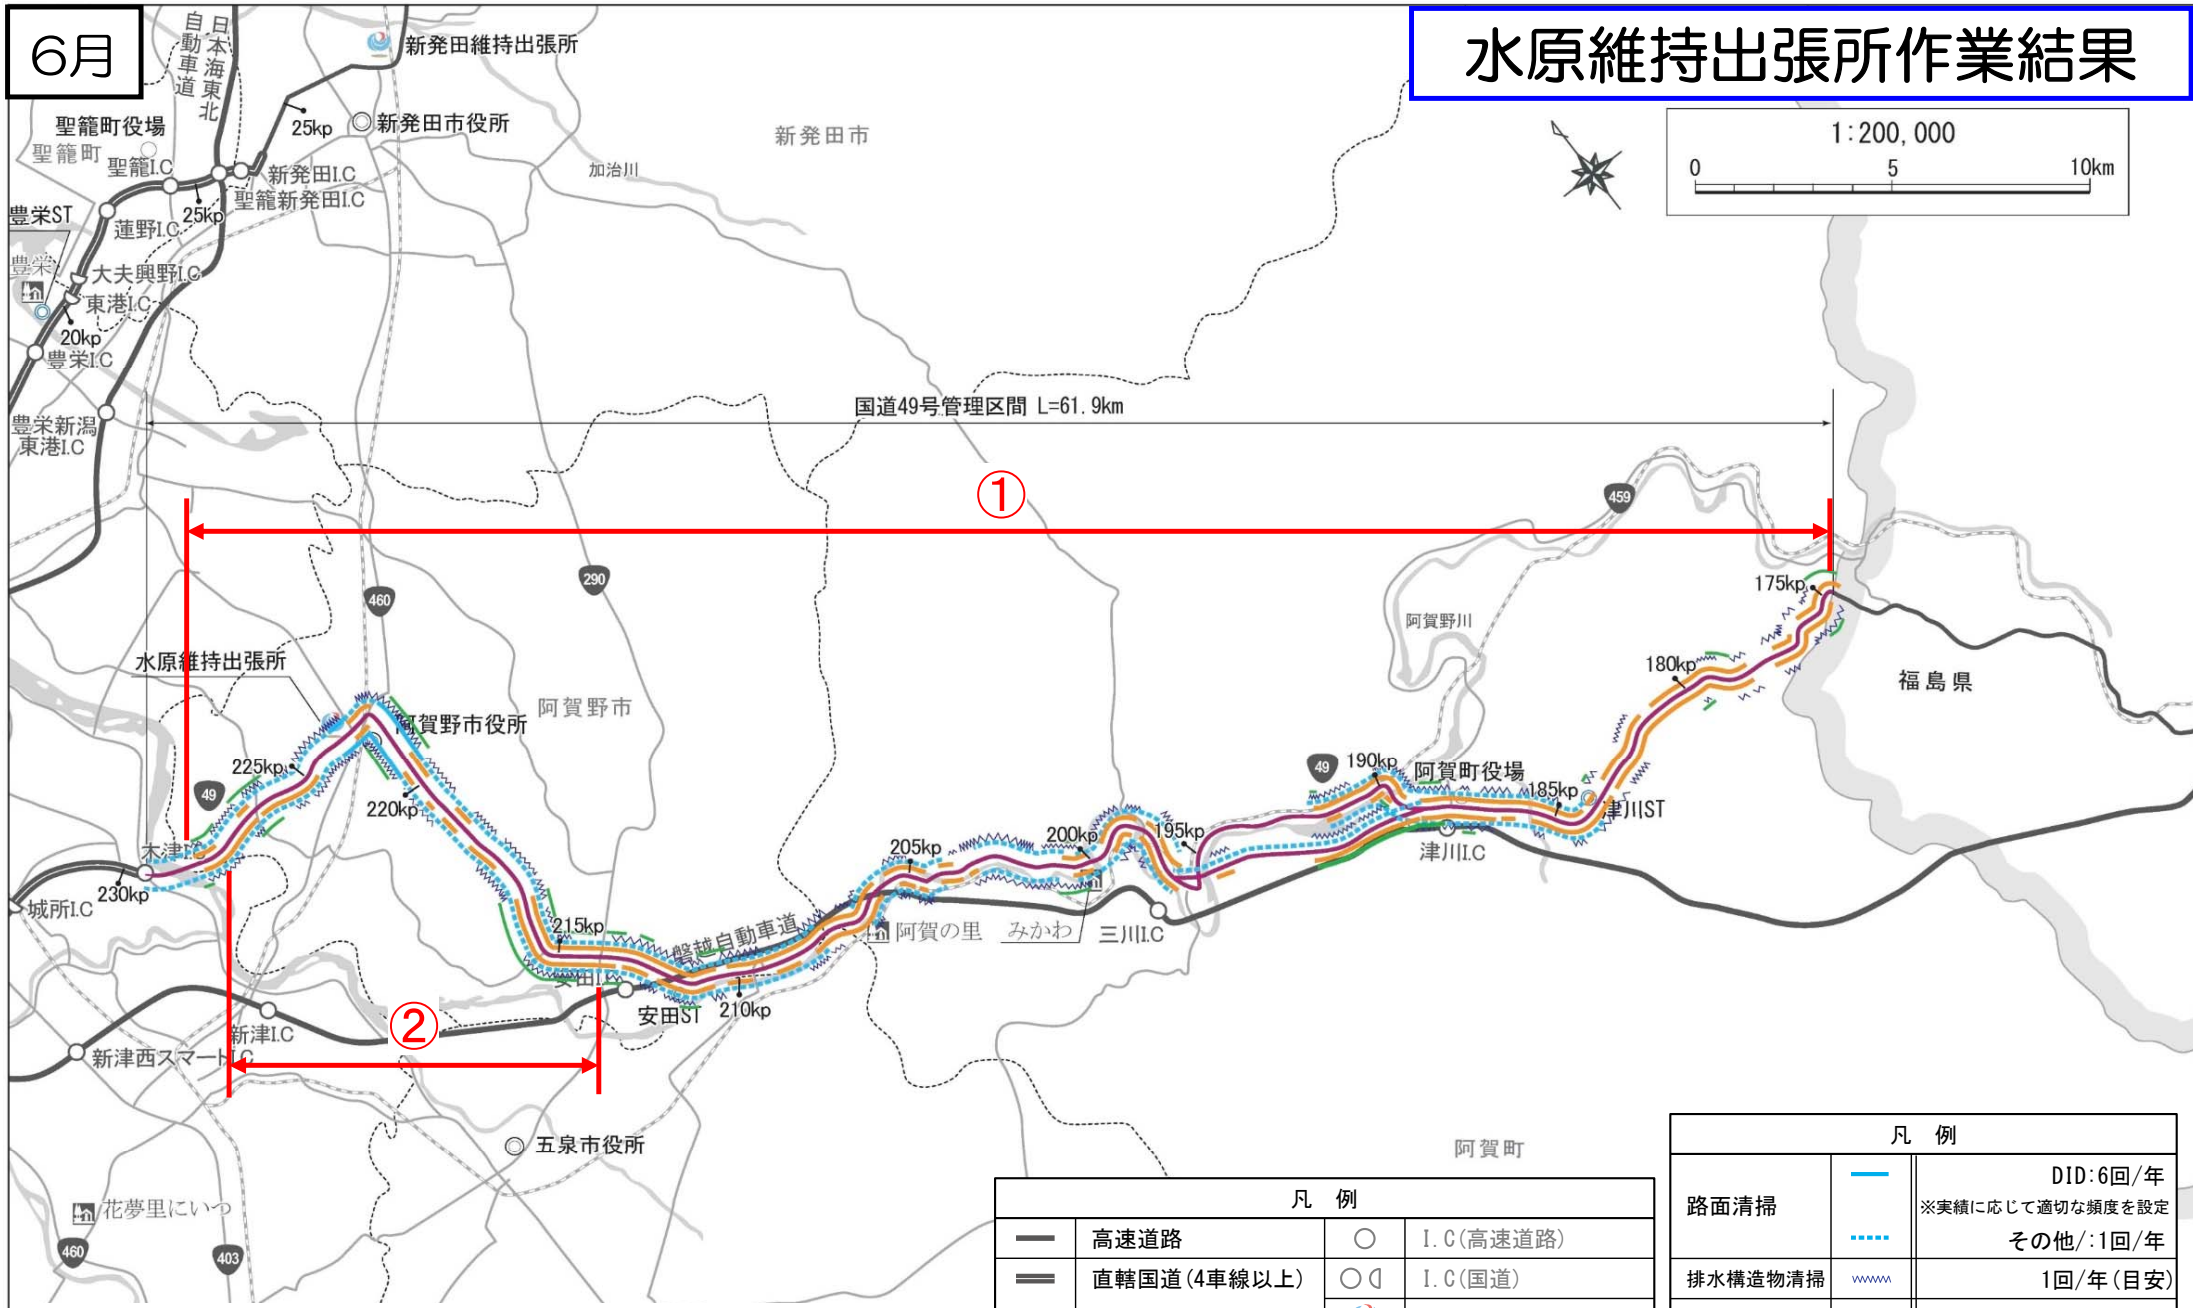 6月
水原維持出張所作業結果
1:200,000
0 5 10km
日本海東北自動車道
新発田維持出張所
25kp
新発田市役所
新発田市
加治川
聖籠町役場
聖籠町
聖籠I.C
新発田I.C
聖籠新発田I.C
25kp
豊栄ST
蓮野I.C
豊栄
大夫興野I.C
東港I.C
20kp
豊栄I.C
豊栄新潟東港I.C
国道49号管理区間 L=61.9km
①
459
290
460
175kp
阿賀野川
水原維持出張所
180kp
福島県
阿賀野市
阿賀野市役所
225kp
49
220kp
49
190kp
阿賀町役場
185kp
津川ST
津川I.C
木津I.C
230kp
城所I.C
205kp
200kp
195kp
215kp
磐越自動車道
阿賀の里 みかわ
三川I.C
安田I.C
安田ST
210kp
新津I.C
②
新津西スマートI.C
五泉市役所
花夢里にいつ
460
403
阿賀町
凡 例
高速道路
I.C(高速道路)
直轄国道(4車線以上)
I.C(国道)
凡 例
路面清掃
DID:6回/年
※実績に応じて適切な頻度を設定
その他/:1回/年
排水構造物清掃
1回/年(目安)